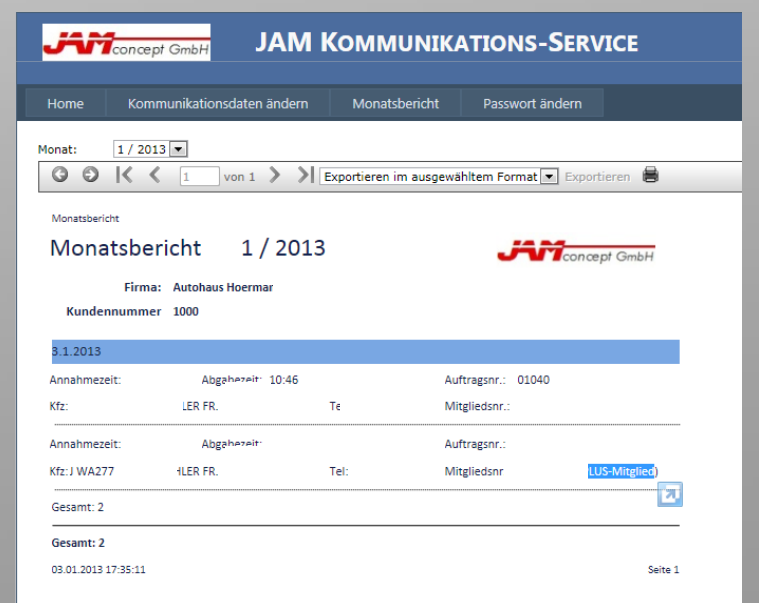 JAM concept GmbH JAM KOMMUNIKATIONS-SERVICE
Home Kommunikationsdaten ändern Monatsbericht Passwort ändern
Monat: 1 / 2013
1 von 1 Exportieren im ausgewähltem Format Exportieren
Monatsbericht
Monatsbericht 1 / 2013 JAM concept GmbH
Firma: Autohaus Hoermar
Kundennummer 1000
3.1.2013
Annahmezeit: Abgabezeit: 10:46 Auftragsnr.: 01040
Kfz: LER FR. Te Mitgliedsnr.:
Annahmezeit: Abgabezeit: Auftragsnr.:
Kfz:J WA277 HLER FR. Tel: Mitgliedsnr LUS-Mitglied)
Gesamt: 2
Gesamt: 2
03.01.2013 17:35:11 Seite 1